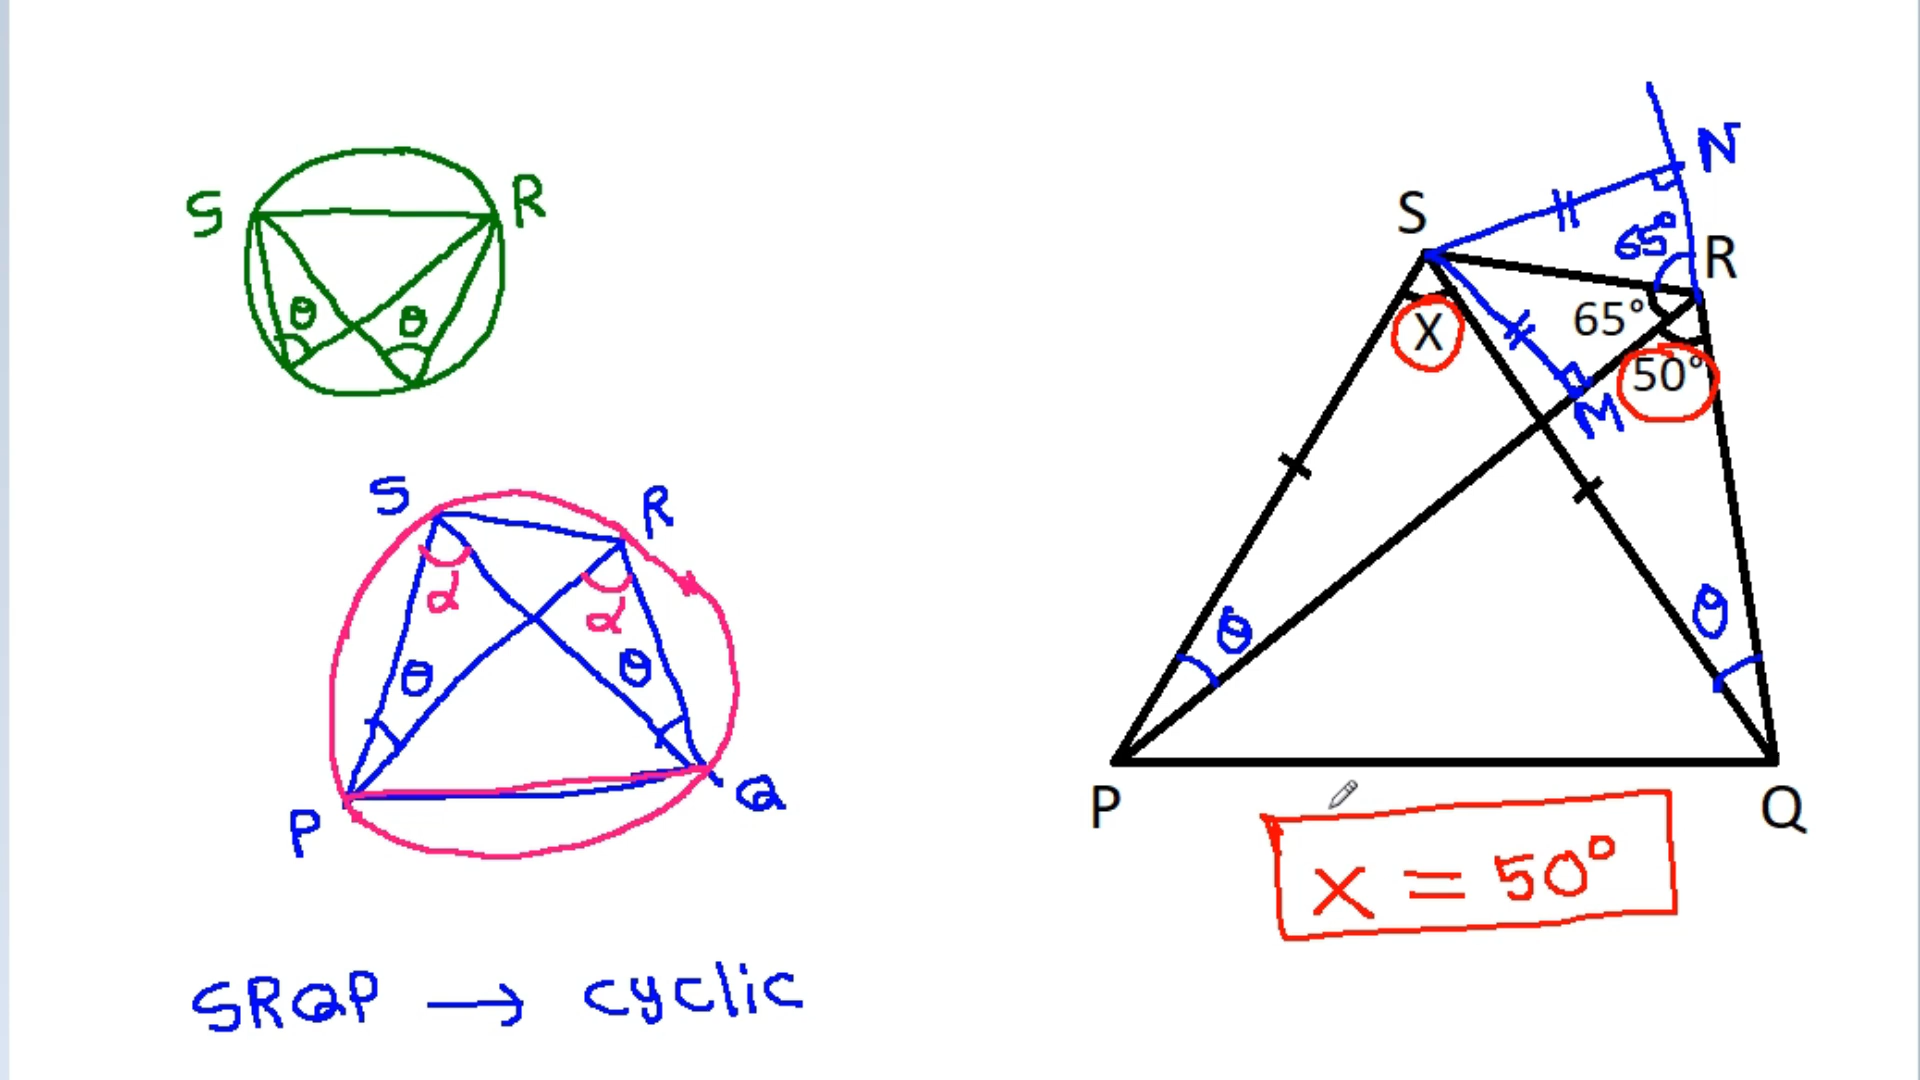 S R
θ θ
S R
α α
θ θ
P Q
SRQP → cyclic
N
S 65° R
X 65°
50°
M
θ θ
P Q
x = 50°